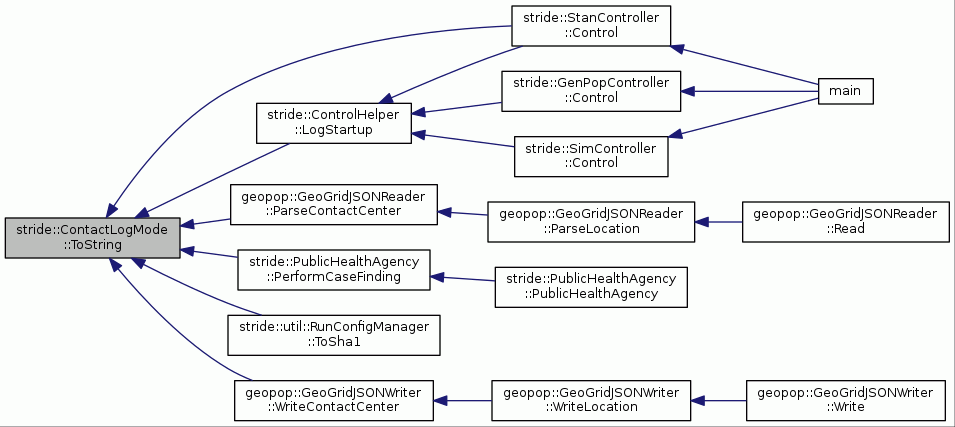 stride::StanController
::Control
stride::GenPopController
::Control
main
stride::ControlHelper
::LogStartup
stride::SimController
::Control
geopop::GeoGridJSONReader
::ParseContactCenter
geopop::GeoGridJSONReader
::ParseLocation
geopop::GeoGridJSONReader
::Read
stride::ContactLogMode
::ToString
stride::PublicHealthAgency
::PerformCaseFinding
stride::PublicHealthAgency
::PublicHealthAgency
stride::util::RunConfigManager
::ToSha1
geopop::GeoGridJSONWriter
::WriteContactCenter
geopop::GeoGridJSONWriter
::WriteLocation
geopop::GeoGridJSONWriter
::Write